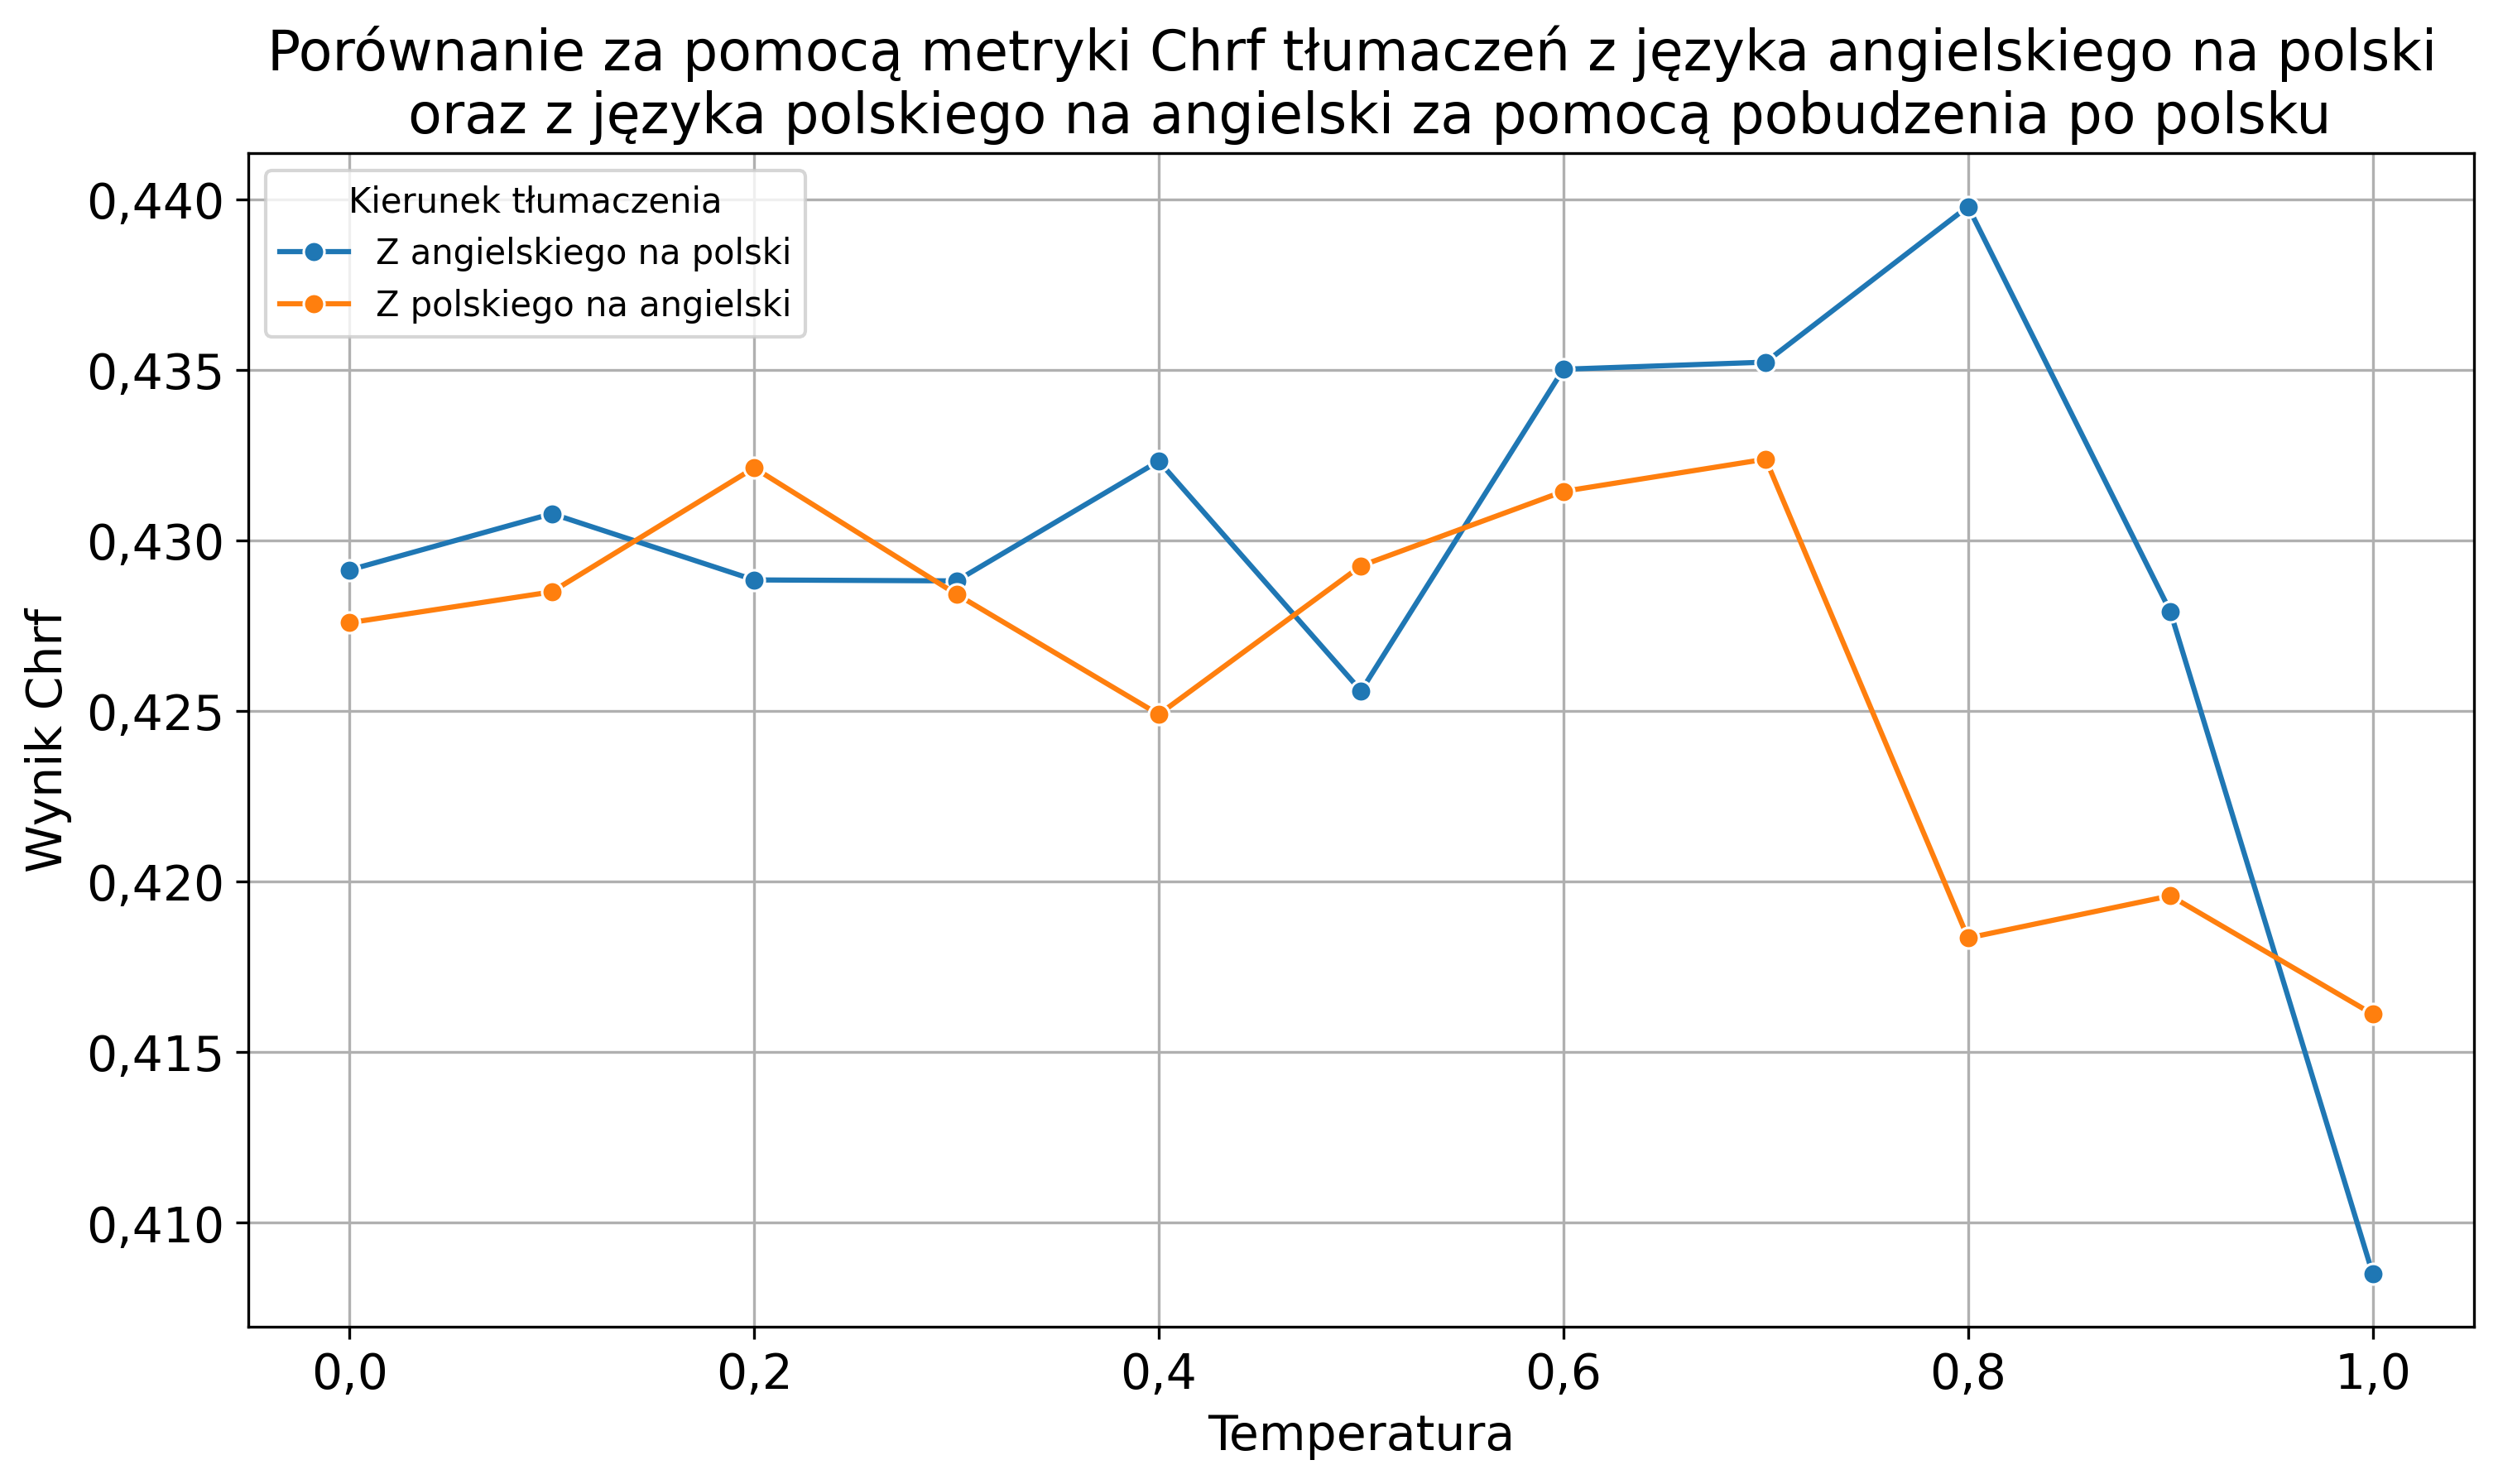 Porównanie za pomocą metryki Chrf tłumaczeń z języka angielskiego na polski
oraz z języka polskiego na angielski za pomocą pobudzenia po polsku
Kierunek tłumaczenia
Z angielskiego na polski
Z polskiego na angielski
Wynik Chrf
0,440
0,435
0,430
0,425
0,420
0,415
0,410
0,0 0,2 0,4 0,6 0,8 1,0
Temperatura